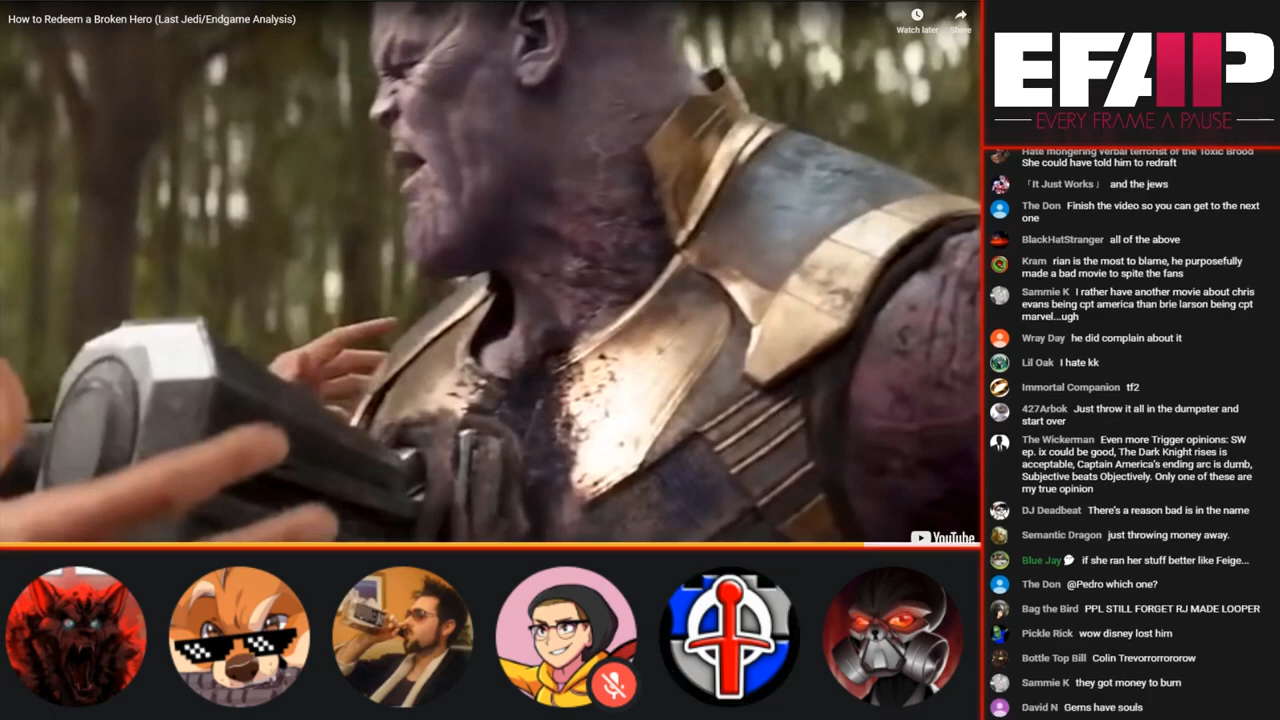 How to Redeem a Broken Hero (Last Jedi/Endgame Analysis)
Watch later
Share
YouTube
EFAP
EVERY FRAME A PAUSE
Hate mongering verbal terrorist of the Toxic Brood
She could have told him to redraft
「It Just Works」 and the jews
The Don Finish the video so you can get to the next
one
BlackHatStranger all of the above
Kram rian is the most to blame, he purposefully
made a bad movie to spite the fans
Sammie K I rather have another movie about chris
evans being cpt america than brie larson being cpt
marvel...ugh
Wray Day he did complain about it
Lil Oak I hate kk
Immortal Companion tf2
427Arbok Just throw it all in the dumpster and
start over
The Wickerman Even more Trigger opinions: SW
ep. ix could be good, The Dark Knight rises is
acceptable, Captain America's ending arc is dumb,
Subjective beats Objectively. Only one of these are
my true opinion
DJ Deadbeat There's a reason bad is in the name
Semantic Dragon just throwing money away.
Blue Jay if she ran her stuff better like Feige...
The Don @Pedro which one?
Bag the Bird PPL STILL FORGET RJ MADE LOOPER
Pickle Rick wow disney lost him
Bottle Top Bill Colin Trevorrorrororow
Sammie K they got money to burn
David N Gems have souls